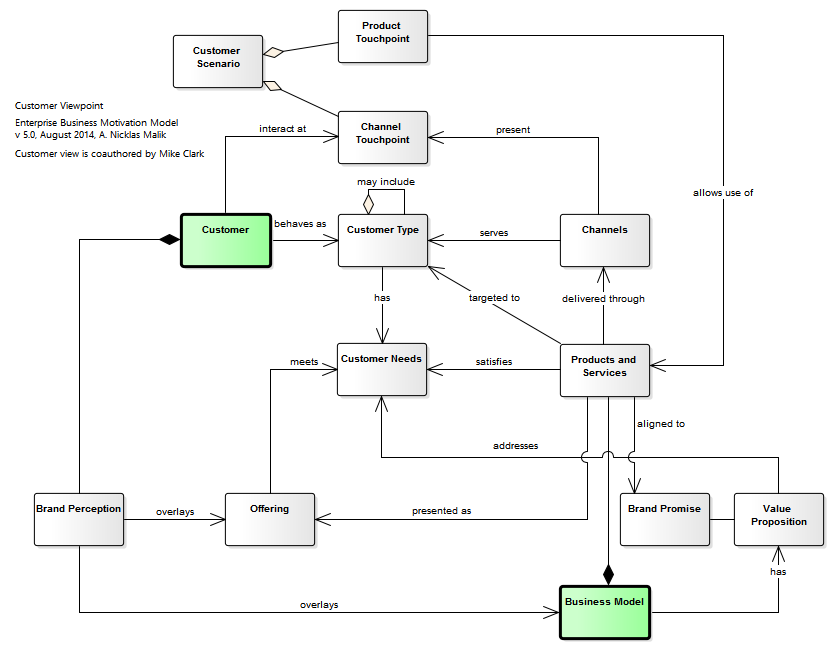 Product
Touchpoint
Customer
Scenario
Customer Viewpoint
Enterprise Business Motivation Model
v 5.0, August 2014, A. Nicklas Malik
Customer view is coauthored by Mike Clark
Channel
Touchpoint
interact at
present
may include
allows use of
Customer
behaves as
Customer Type
serves
Channels
has
targeted to
delivered through
meets
Customer Needs
satisfies
Products and
Services
aligned to
addresses
Brand Perception
overlays
Offering
presented as
Brand Promise
Value
Proposition
has
overlays
Business Model